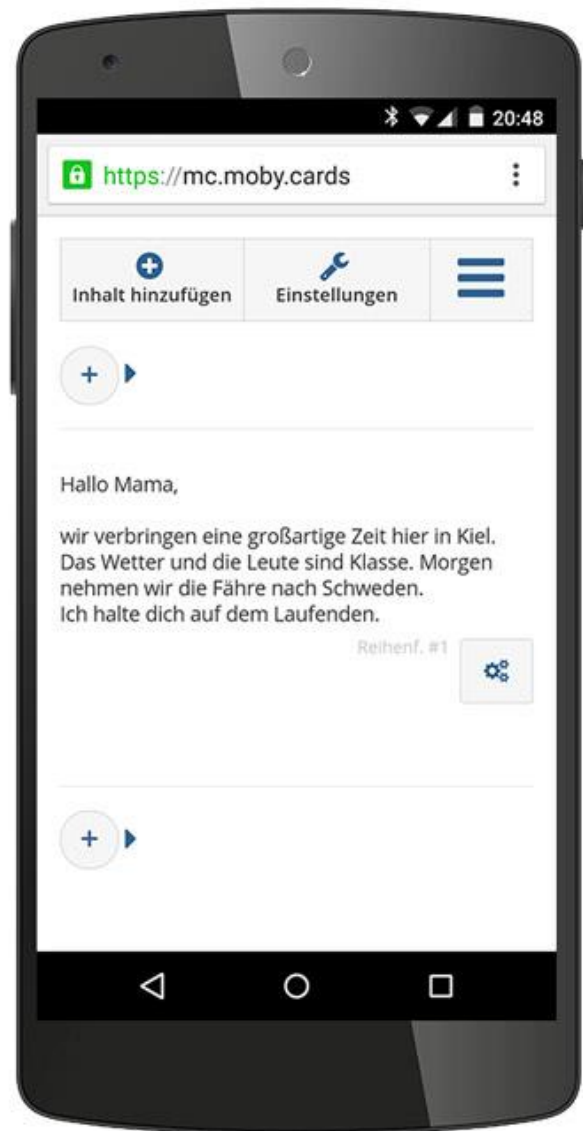 20:48
https://mc.moby.cards
Inhalt hinzufügen
Einstellungen
Hallo Mama,
wir verbringen eine großartige Zeit hier in Kiel.
Das Wetter und die Leute sind Klasse. Morgen
nehmen wir die Fähre nach Schweden.
Ich halte dich auf dem Laufenden.
Reihenf. #1